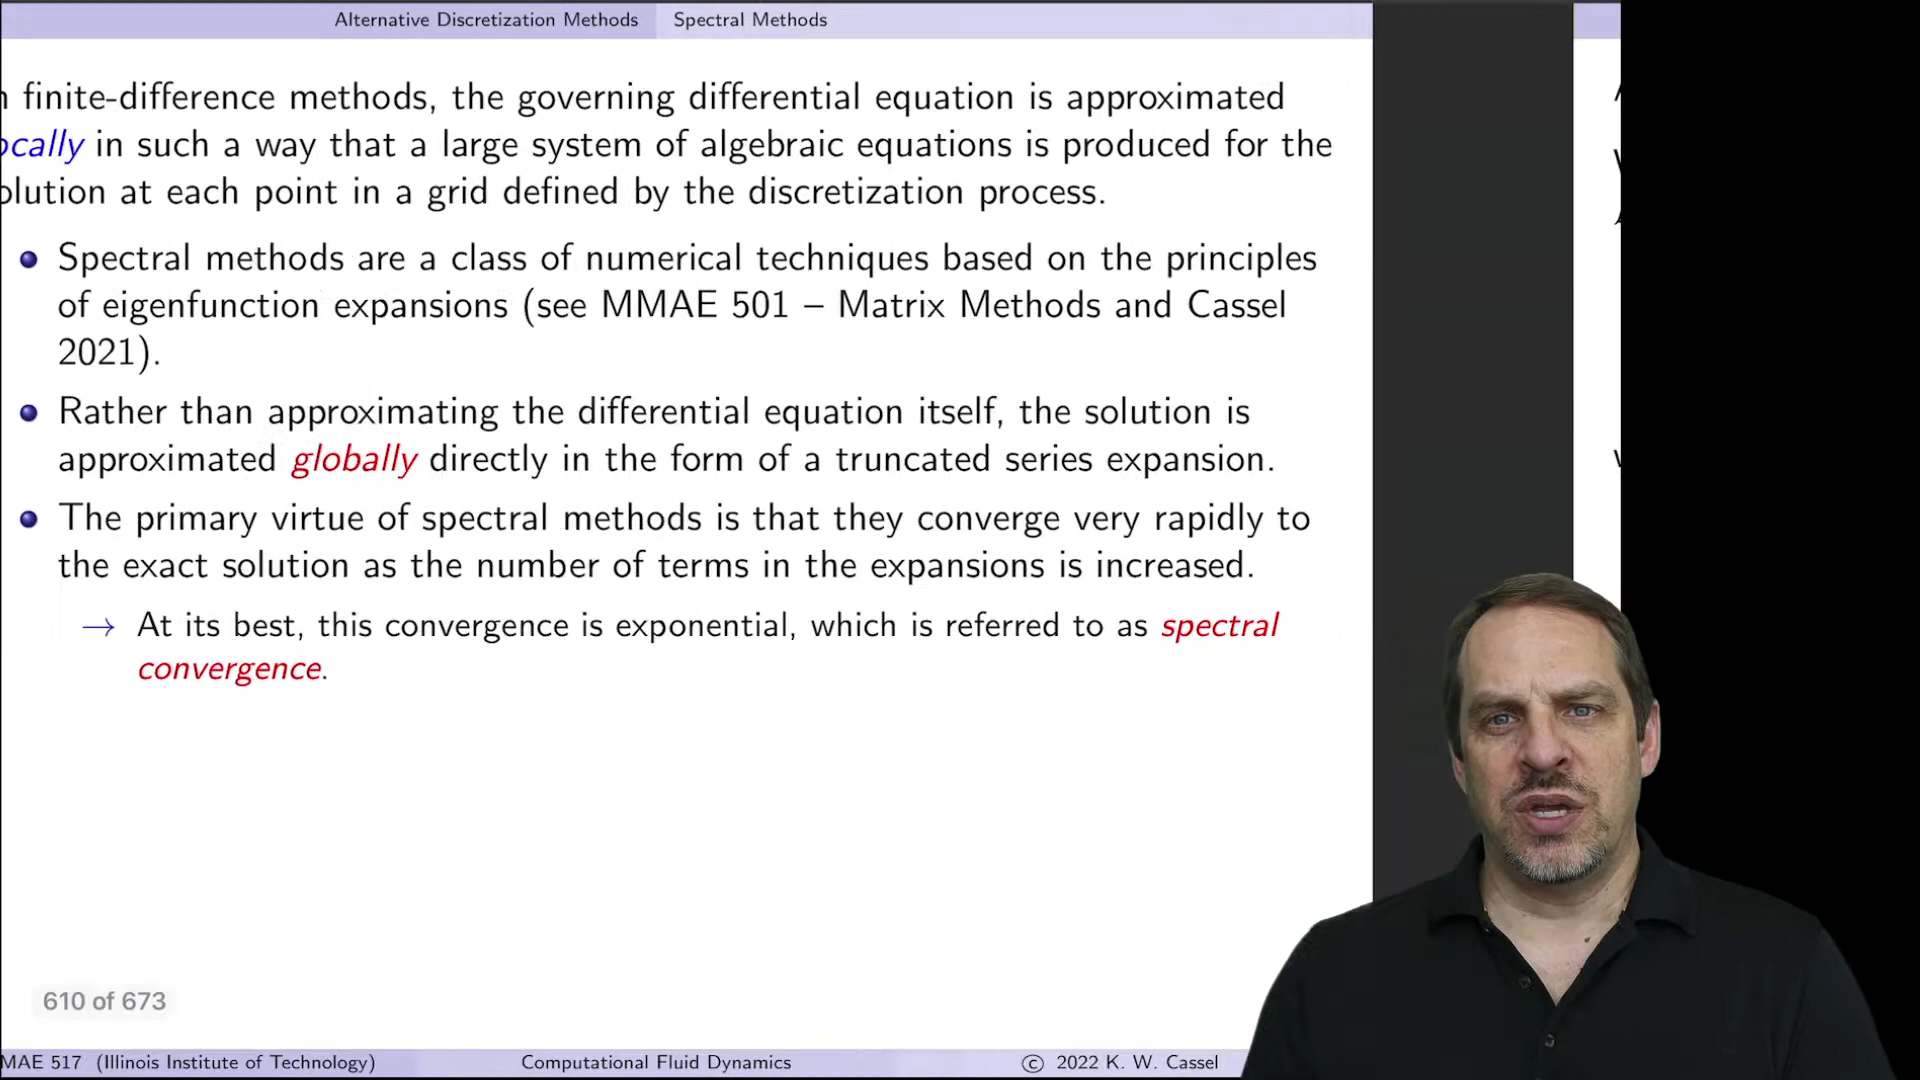 Alternative Discretization Methods Spectral Methods
n finite-difference methods, the governing differential equation is approximated
ocally in such a way that a large system of algebraic equations is produced for the
olution at each point in a grid defined by the discretization process.
Spectral methods are a class of numerical techniques based on the principles
of eigenfunction expansions (see MMAE 501 – Matrix Methods and Cassel
2021).
Rather than approximating the differential equation itself, the solution is
approximated globally directly in the form of a truncated series expansion.
The primary virtue of spectral methods is that they converge very rapidly to
the exact solution as the number of terms in the expansions is increased.
→ At its best, this convergence is exponential, which is referred to as spectral
convergence.
610 of 673
MAE 517 (Illinois Institute of Technology) Computational Fluid Dynamics © 2022 K. W. Cassel